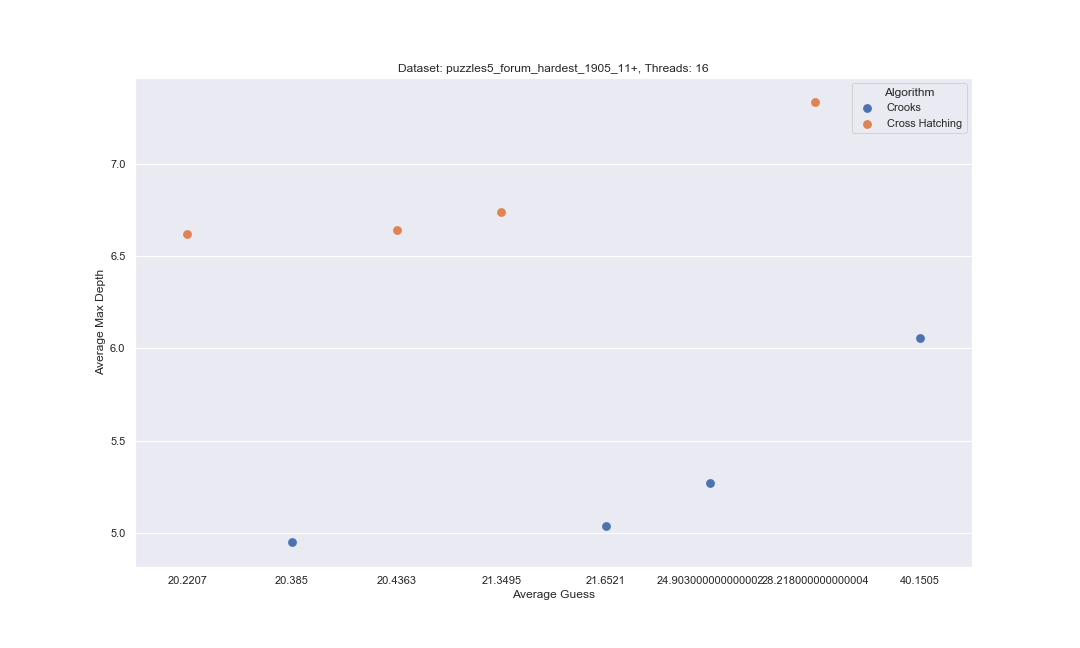 Dataset: puzzles5_forum_hardest_1905_11+, Threads: 16
Algorithm
Crooks
Cross Hatching
7.0
6.5
6.0
5.5
5.0
Average Max Depth
20.2207 20.385 20.4363 21.3495 21.6521 24.903000000000002 28.218000000000004 40.1505
Average Guess